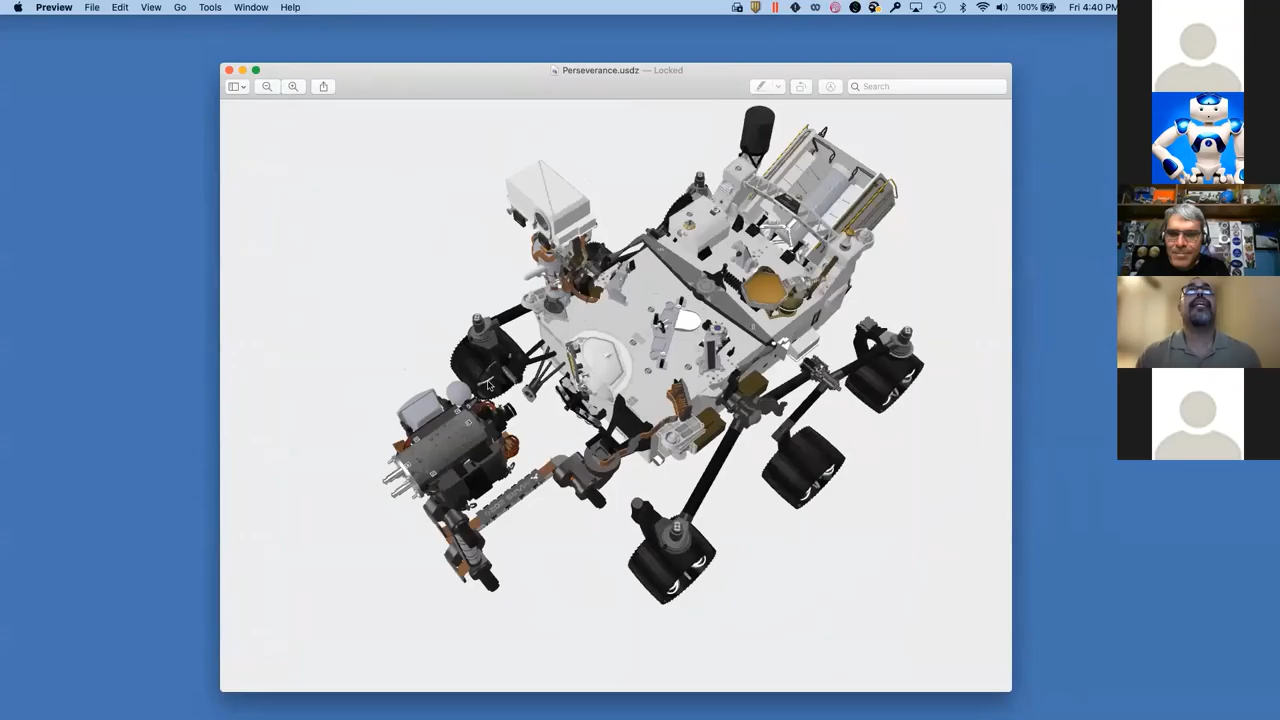 Preview File Edit View Go Tools Window Help
100% Fri 4:40 PM
Perseverance.usdz — Locked
Search